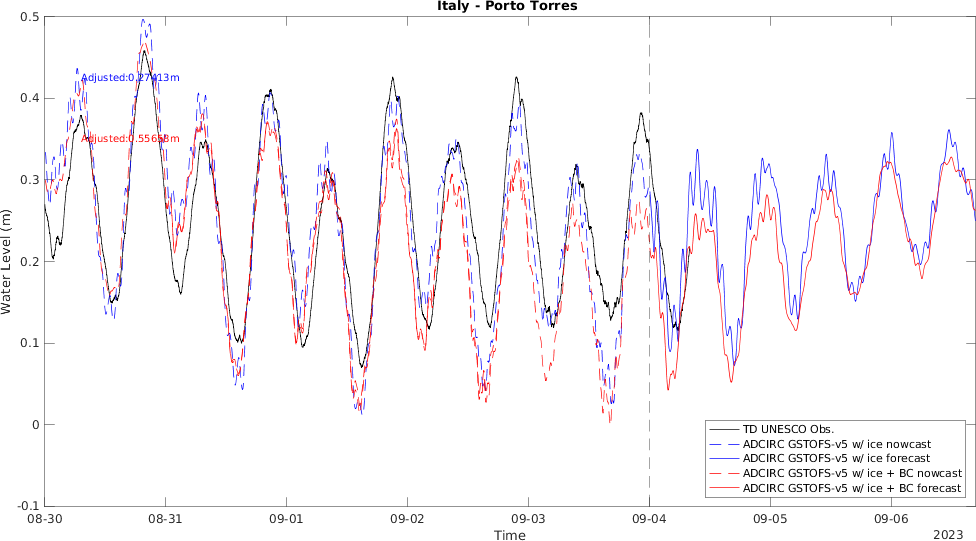 Italy - Porto Torres
0.5
0.4
0.3
0.2
0.1
0
-0.1
Water Level (m)
Adjusted:0.27413m
TD UNESCO Obs.
ADCIRC GSTOFS-v5 w/ ice nowcast
ADCIRC GSTOFS-v5 w/ ice forecast
ADCIRC GSTOFS-v5 w/ ice + BC nowcast
ADCIRC GSTOFS-v5 w/ ice + BC forecast
08-30 08-31 09-01 09-02 09-03 09-04 09-05 09-06
Time
2023